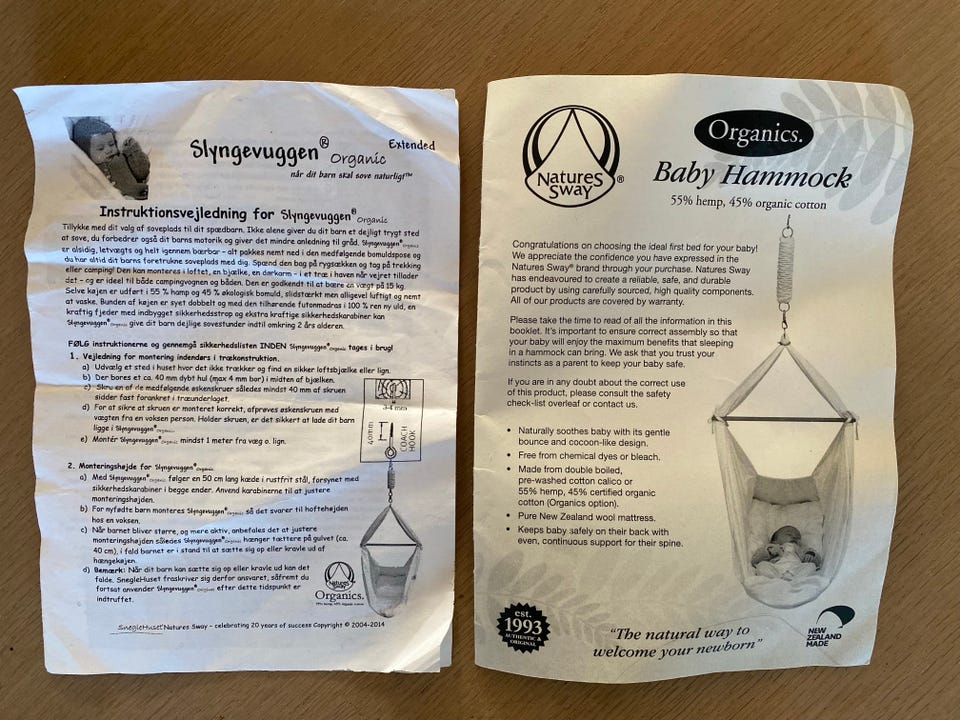 Slyngevuggen® Organic
Extended
når dit barn skal sove naturligt™
Instruktionsvejledning for Slyngevuggen® Organic
Tillykke med dit valg af soveplads til dit spædbarn. Ikke alene giver du dit barn et dejligt trygt sted
at sove, du forbedrer også dit barns motorik og giver det mindre anledning til gråd. Slyngevuggen® Organic
er alsidig, letvægts og helt igennem bærbar – alt pakkes nemt ned i den medfølgende bomuldspose og
du har altid dit barns foretrukne soveplads med dig. Spænd den bag på rygsækken og tag på trekking
eller camping! Den kan monteres i loftet, en bjælke, en dørkarm – i et træ i haven når vejret tillader
det – og er ideel til både campingvognen og båden. Den er godkendt til at bære en vægt på 15 kg.
Selve køjen er udført i 55 % hamp og 45 % økologisk bomuld, slidstærkt men alligevel luftigt og nemt
at vaske. Bunden af køjen er syet dobbelt og med den tilhørende futonmadras i 100 % ren ny uld, en
kraftig fjeder med indbygget sikkerhedsstrop og ekstra kraftige sikkerhedskarabiner kan
Slyngevuggen® Organic give dit barn dejlige sovestunder indtil omkring 2 års alderen.
FØLG instruktionerne og gennemgå sikkerhedslisten INDEN Slyngevuggen® Organic tages i brug!
1. Vejledning for montering indendørs i trækonstruktion.
a) Udvælg et sted i huset hvor det ikke trækker og find en sikker loftsbjælke eller lign.
b) Der bores et ca. 40 mm dybt hul (max 4 mm bor) i midten af bjælken.
c) Skru en af de medfølgende øskenskruer således mindst 40 mm af skruen
sidder fast forankret i træunderlaget.
d) For at sikre at skruen er monteret korrekt, afprøves øskenskruen med
vægten fra en voksen person. Holder skruen, er det sikkert at lade dit barn
ligge i Slyngevuggen® Organic.
e) Montér Slyngevuggen® Organic mindst 1 meter fra væg o. lign.
3-4 mm
40mm
COACH
HOOK
2. Monteringshøjde for Slyngevuggen® Organic
a) Med Slyngevuggen® Organic følger en 50 cm lang kæde i rustfrit stål, forsynet med
sikkerhedskarabiner i begge ender. Anvend karabinerne til at justere
monteringshøjden.
b) For nyfødte børn monteres Slyngevuggen® Organic så det svarer til hoftehøjden
hos en voksen.
c) Når barnet bliver større, og mere aktiv, anbefales det at justere
monteringshøjden således Slyngevuggen® Organic hænger tættere på gulvet (ca.
40 cm), i fald barnet er i stand til at sætte sig op eller kravle ud af
hængekøjen.
d) Bemærk: Når dit barn kan sætte sig op eller kravle ud kan det
falde. SnegleHuset fraskriver sig derfor ansvaret, såfremt du
fortsat anvender Slyngevuggen® Organic efter dette tidspunkt er
indtruffet.
Natures
Sway
Organics.
55% hemp, 45% organic cotton
SnegleHuset Natures Sway – celebrating 20 years of success Copyright © 2004-2014
Natures
Sway®
Organics.
Baby Hammock
55% hemp, 45% organic cotton
Congratulations on choosing the ideal first bed for your baby!
We appreciate the confidence you have expressed in the
Natures Sway® brand through your purchase. Natures Sway
has endeavoured to create a reliable, safe, and durable
product by using carefully sourced, high quality components.
All of our products are covered by warranty.
Please take the time to read of all the information in this
booklet. It's important to ensure correct assembly so that
your baby will enjoy the maximum benefits that sleeping
in a hammock can bring. We ask that you trust your
instincts as a parent to keep your baby safe.
If you are in any doubt about the correct use
of this product, please consult the safety
check-list overleaf or contact us.
• Naturally soothes baby with its gentle
bounce and cocoon-like design.
• Free from chemical dyes or bleach.
• Made from double boiled,
pre-washed cotton calico or
55% hemp, 45% certified organic
cotton (Organics option).
• Pure New Zealand wool mattress.
• Keeps baby safely on their back with
even, continuous support for their spine.
est.
1993
AUTHENTIC &
ORIGINAL
"The natural way to
welcome your newborn"
NEW
ZEALAND
MADE